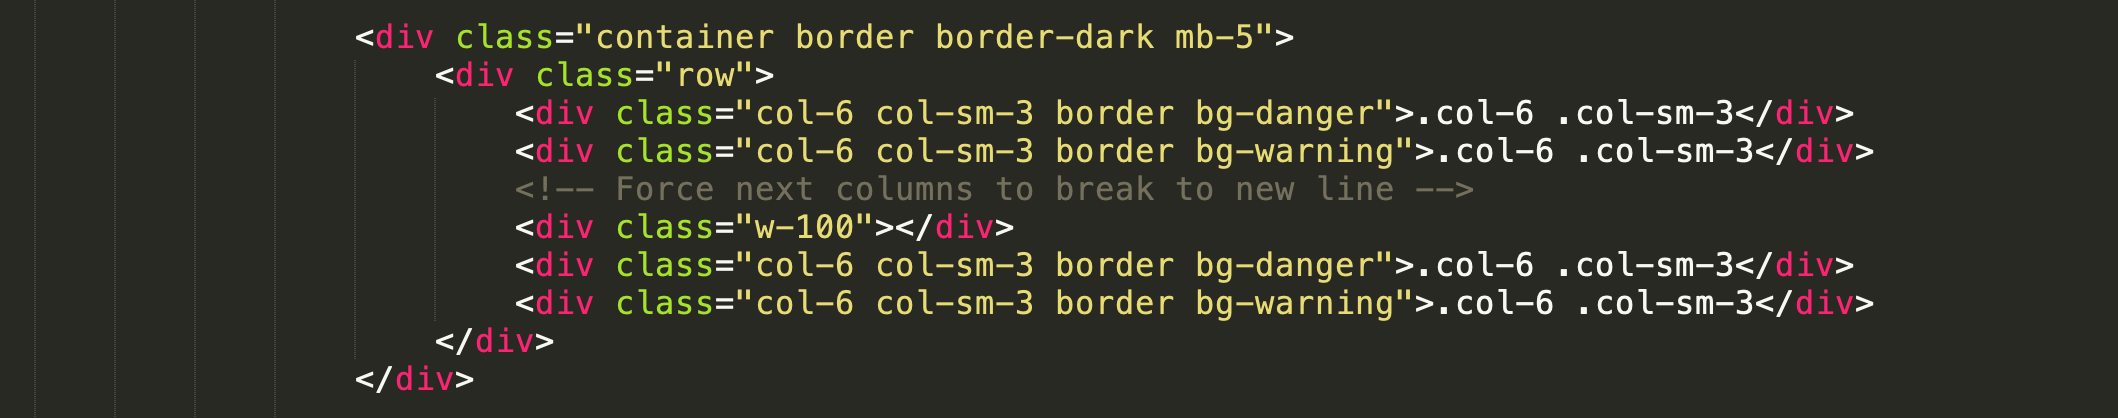 <div class="container border border-dark mb-5">
<div class="row">
<div class="col-6 col-sm-3 border bg-danger">.col-6 .col-sm-3</div>
<div class="col-6 col-sm-3 border bg-warning">.col-6 .col-sm-3</div>
<!-- Force next columns to break to new line -->
<div class="w-100"></div>
<div class="col-6 col-sm-3 border bg-danger">.col-6 .col-sm-3</div>
<div class="col-6 col-sm-3 border bg-warning">.col-6 .col-sm-3</div>
</div>
</div>